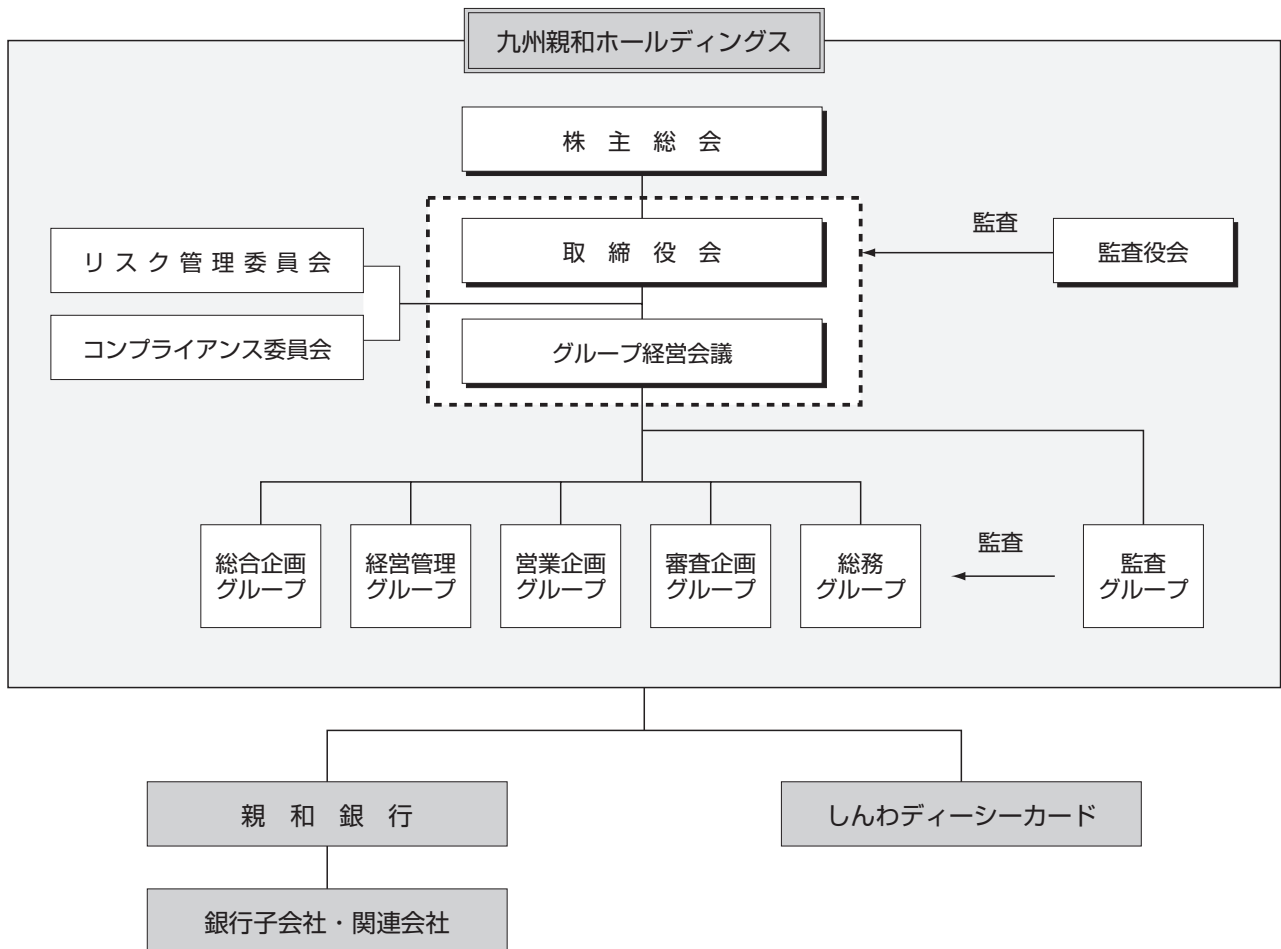 九州親和ホールディングス
株主総会
取締役会
監査
監査役会
リスク管理委員会
コンプライアンス委員会
グループ経営会議
総合企画
グループ
経営管理
グループ
営業企画
グループ
審査企画
グループ
総務
グループ
監査
監査
グループ
親和銀行
しんわディーシーカード
銀行子会社・関連会社